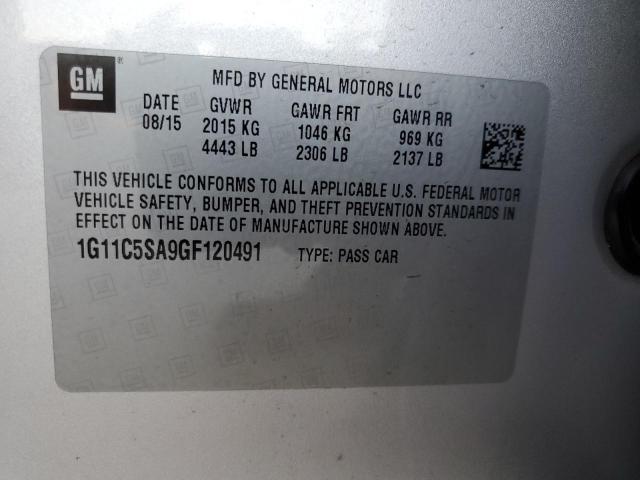 GM ®
MFD BY GENERAL MOTORS LLC
DATE GVWR GAWR FRT GAWR RR
08/15 2015 KG 1046 KG 969 KG
4443 LB 2306 LB 2137 LB
THIS VEHICLE CONFORMS TO ALL APPLICABLE U.S. FEDERAL MOTOR
VEHICLE SAFETY, BUMPER, AND THEFT PREVENTION STANDARDS IN
EFFECT ON THE DATE OF MANUFACTURE SHOWN ABOVE.
1G11C5SA9GF120491 TYPE: PASS CAR